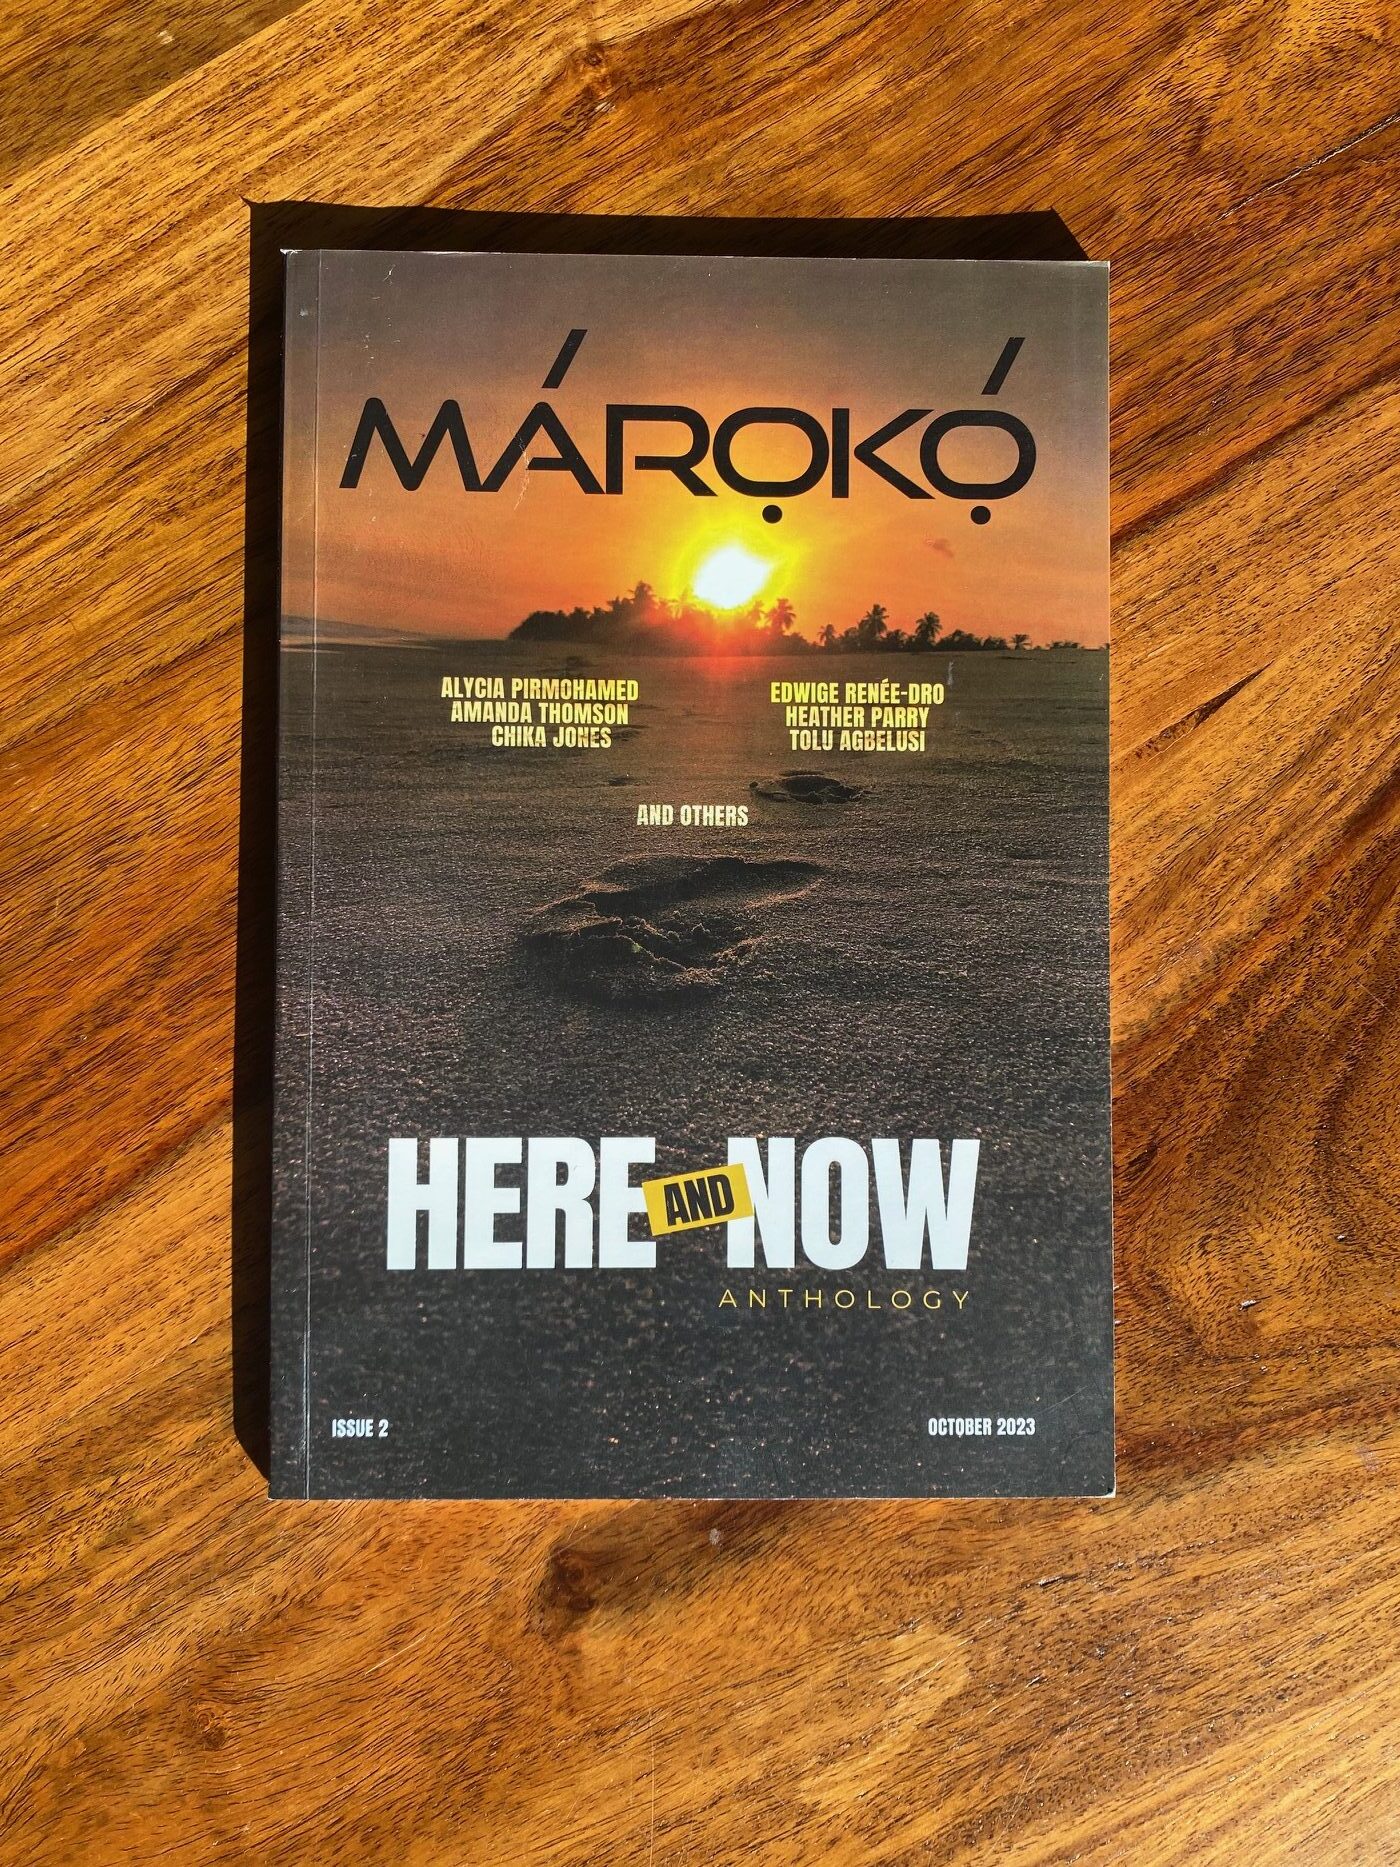 MÁRỌKỌ́
ALYCIA PIRMOHAMED
AMANDA THOMSON
CHIKA JONES
EDWIGE RENÉE-DRO
HEATHER PARRY
TOLU AGBELUSI
AND OTHERS
HERE AND NOW
ANTHOLOGY
ISSUE 2
OCTOBER 2023